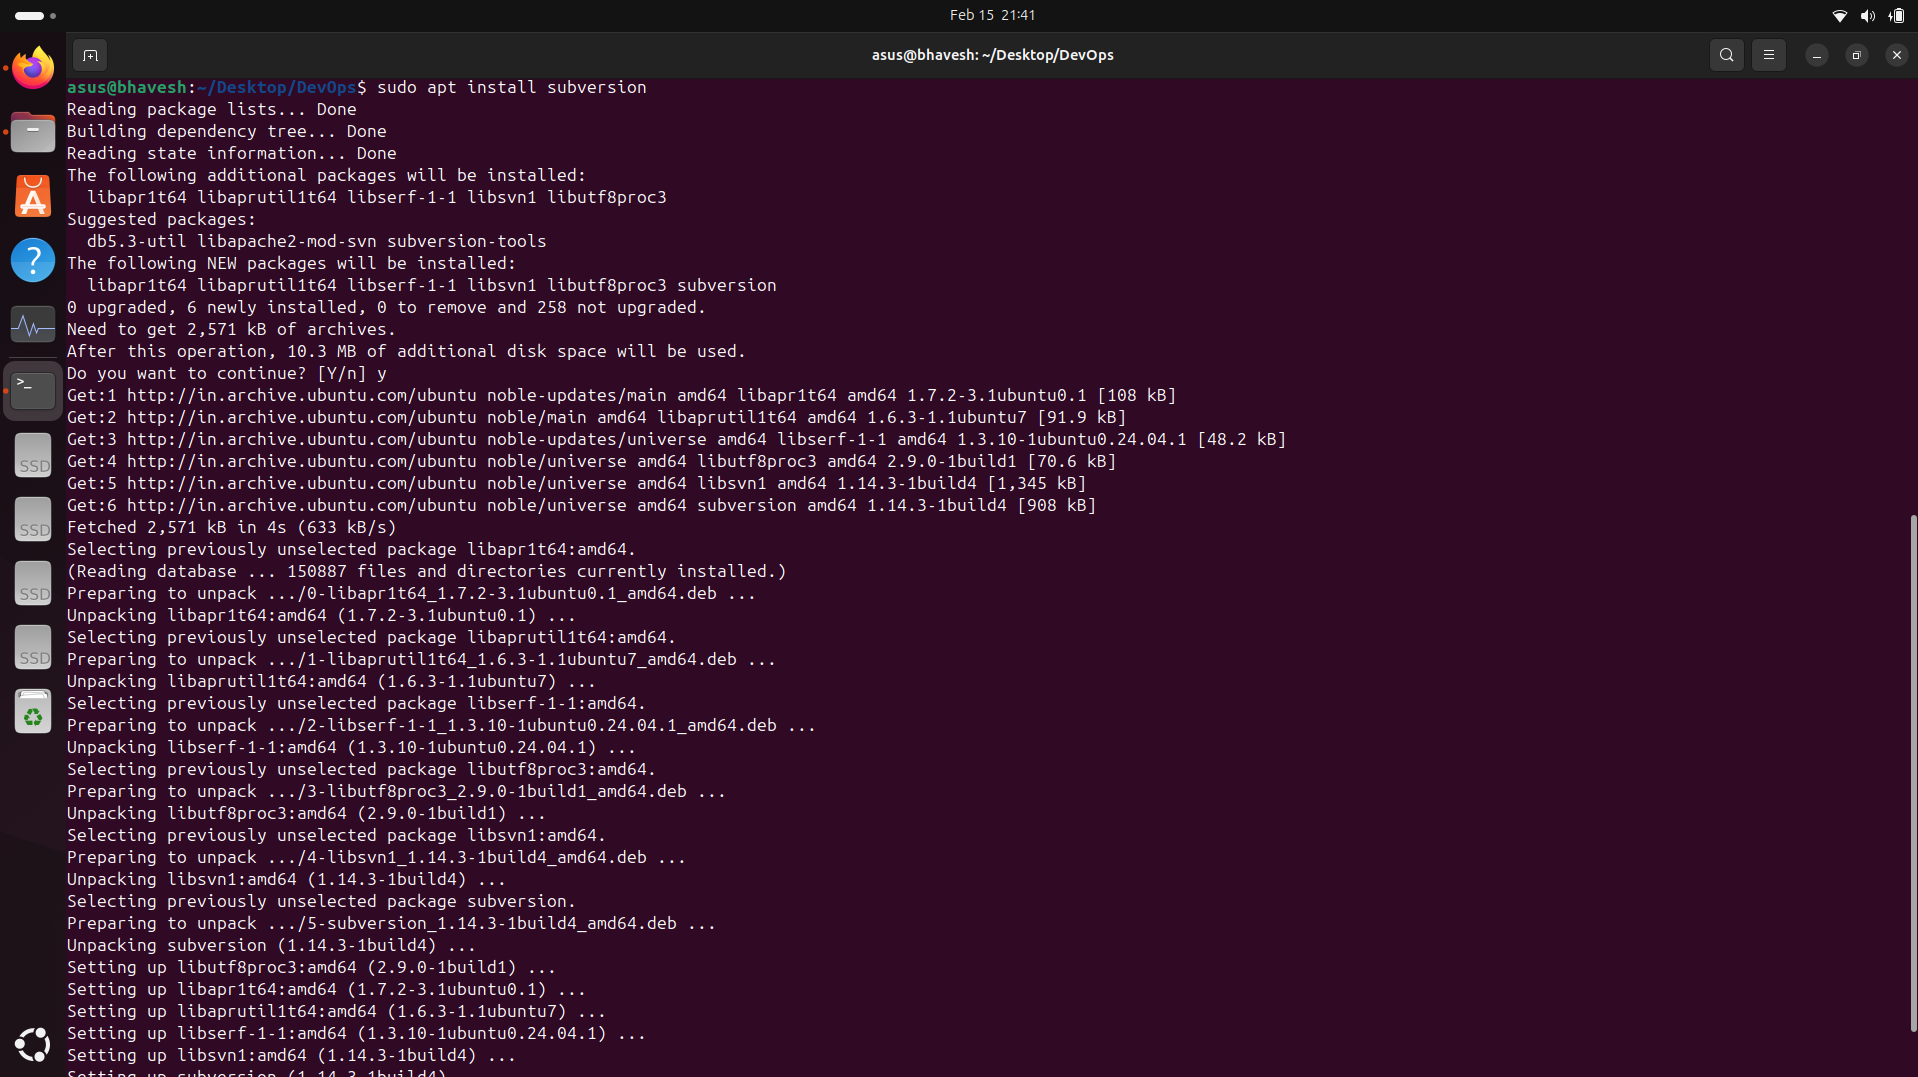 Feb 15 21:41
asus@bhavesh: ~/Desktop/DevOps
asus@bhavesh:~/Desktop/DevOps$ sudo apt install subversion
Reading package lists... Done
Building dependency tree... Done
Reading state information... Done
The following additional packages will be installed:
  libapr1t64 libaprutil1t64 libserf-1-1 libsvn1 libutf8proc3
Suggested packages:
  db5.3-util libapache2-mod-svn subversion-tools
The following NEW packages will be installed:
  libapr1t64 libaprutil1t64 libserf-1-1 libsvn1 libutf8proc3 subversion
0 upgraded, 6 newly installed, 0 to remove and 258 not upgraded.
Need to get 2,571 kB of archives.
After this operation, 10.3 MB of additional disk space will be used.
Do you want to continue? [Y/n] y
Get:1 http://in.archive.ubuntu.com/ubuntu noble-updates/main amd64 libapr1t64 amd64 1.7.2-3.1ubuntu0.1 [108 kB]
Get:2 http://in.archive.ubuntu.com/ubuntu noble/main amd64 libaprutil1t64 amd64 1.6.3-1.1ubuntu7 [91.9 kB]
Get:3 http://in.archive.ubuntu.com/ubuntu noble-updates/universe amd64 libserf-1-1 amd64 1.3.10-1ubuntu0.24.04.1 [48.2 kB]
Get:4 http://in.archive.ubuntu.com/ubuntu noble/universe amd64 libutf8proc3 amd64 2.9.0-1build1 [70.6 kB]
Get:5 http://in.archive.ubuntu.com/ubuntu noble/universe amd64 libsvn1 amd64 1.14.3-1build4 [1,345 kB]
Get:6 http://in.archive.ubuntu.com/ubuntu noble/universe amd64 subversion amd64 1.14.3-1build4 [908 kB]
Fetched 2,571 kB in 4s (633 kB/s)
Selecting previously unselected package libapr1t64:amd64.
(Reading database ... 150887 files and directories currently installed.)
Preparing to unpack .../0-libapr1t64_1.7.2-3.1ubuntu0.1_amd64.deb ...
Unpacking libapr1t64:amd64 (1.7.2-3.1ubuntu0.1) ...
Selecting previously unselected package libaprutil1t64:amd64.
Preparing to unpack .../1-libaprutil1t64_1.6.3-1.1ubuntu7_amd64.deb ...
Unpacking libaprutil1t64:amd64 (1.6.3-1.1ubuntu7) ...
Selecting previously unselected package libserf-1-1:amd64.
Preparing to unpack .../2-libserf-1-1_1.3.10-1ubuntu0.24.04.1_amd64.deb ...
Unpacking libserf-1-1:amd64 (1.3.10-1ubuntu0.24.04.1) ...
Selecting previously unselected package libutf8proc3:amd64.
Preparing to unpack .../3-libutf8proc3_2.9.0-1build1_amd64.deb ...
Unpacking libutf8proc3:amd64 (2.9.0-1build1) ...
Selecting previously unselected package libsvn1:amd64.
Preparing to unpack .../4-libsvn1_1.14.3-1build4_amd64.deb ...
Unpacking libsvn1:amd64 (1.14.3-1build4) ...
Selecting previously unselected package subversion.
Preparing to unpack .../5-subversion_1.14.3-1build4_amd64.deb ...
Unpacking subversion (1.14.3-1build4) ...
Setting up libutf8proc3:amd64 (2.9.0-1build1) ...
Setting up libapr1t64:amd64 (1.7.2-3.1ubuntu0.1) ...
Setting up libaprutil1t64:amd64 (1.6.3-1.1ubuntu7) ...
Setting up libserf-1-1:amd64 (1.3.10-1ubuntu0.24.04.1) ...
Setting up libsvn1:amd64 (1.14.3-1build4) ...
Setting up subversion (1.14.3-1build4)
SSD
SSD
SSD
SSD